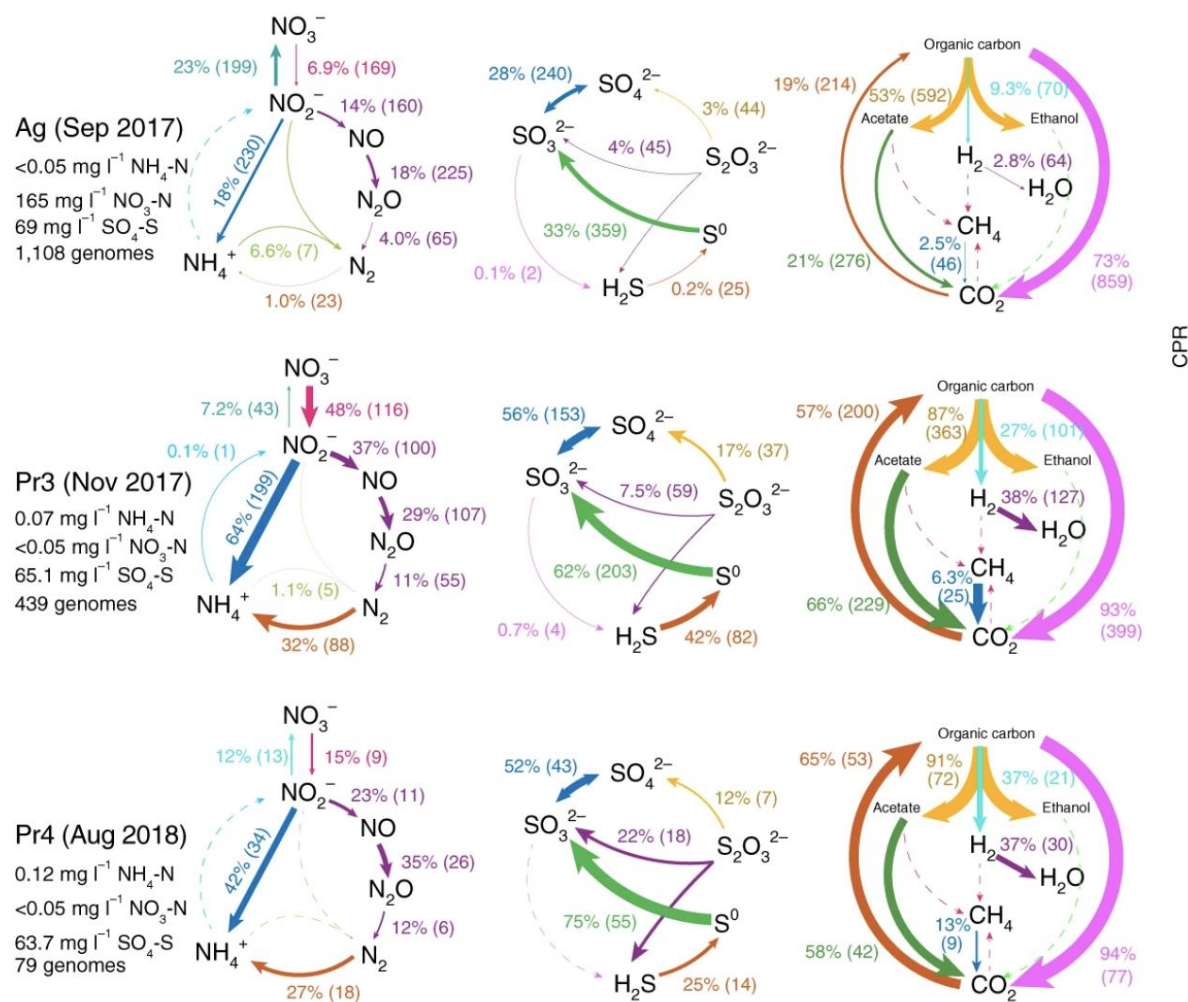 Ag (Sep 2017)
<0.05 mg l⁻¹ NH₄-N
165 mg l⁻¹ NO₃-N
69 mg l⁻¹ SO₄-S
1,108 genomes
NO₃⁻
23% (199)
6.9% (169)
NO₂⁻
14% (160)
NO
18% (230)
18% (225)
N₂O
6.6% (7)
4.0% (65)
NH₄⁺
N₂
1.0% (23)
28% (240)
SO₄²⁻
3% (44)
SO₃²⁻
4% (45)
S₂O₃²⁻
33% (359)
S⁰
0.1% (2)
H₂S
0.2% (25)
Organic carbon
19% (214)
53% (592)
9.3% (70)
Acetate
Ethanol
H₂
2.8% (64)
H₂O
CH₄
2.5%
(46)
21% (276)
CO₂
73%
(859)
CPR
Pr3 (Nov 2017)
0.07 mg l⁻¹ NH₄-N
<0.05 mg l⁻¹ NO₃-N
65.1 mg l⁻¹ SO₄-S
439 genomes
NO₃⁻
7.2% (43)
48% (116)
NO₂⁻
0.1% (1)
37% (100)
NO
64% (199)
29% (107)
N₂O
1.1% (5)
11% (55)
NH₄⁺
N₂
32% (88)
56% (153)
SO₄²⁻
17% (37)
SO₃²⁻
7.5% (59)
S₂O₃²⁻
62% (203)
S⁰
0.7% (4)
H₂S
42% (82)
Organic carbon
57% (200)
87%
(363)
27% (101)
Acetate
Ethanol
H₂
38% (127)
H₂O
CH₄
6.3%
(25)
66% (229)
CO₂
93%
(399)
Pr4 (Aug 2018)
0.12 mg l⁻¹ NH₄-N
<0.05 mg l⁻¹ NO₃-N
63.7 mg l⁻¹ SO₄-S
79 genomes
NO₃⁻
12% (13)
15% (9)
NO₂⁻
23% (11)
NO
42% (34)
35% (26)
N₂O
12% (6)
NH₄⁺
N₂
27% (18)
52% (43)
SO₄²⁻
12% (7)
SO₃²⁻
22% (18)
S₂O₃²⁻
75% (55)
S⁰
H₂S
25% (14)
Organic carbon
65% (53)
91%
(72)
37% (21)
Acetate
Ethanol
H₂
37% (30)
H₂O
CH₄
13%
(9)
58% (42)
CO₂
94%
(77)